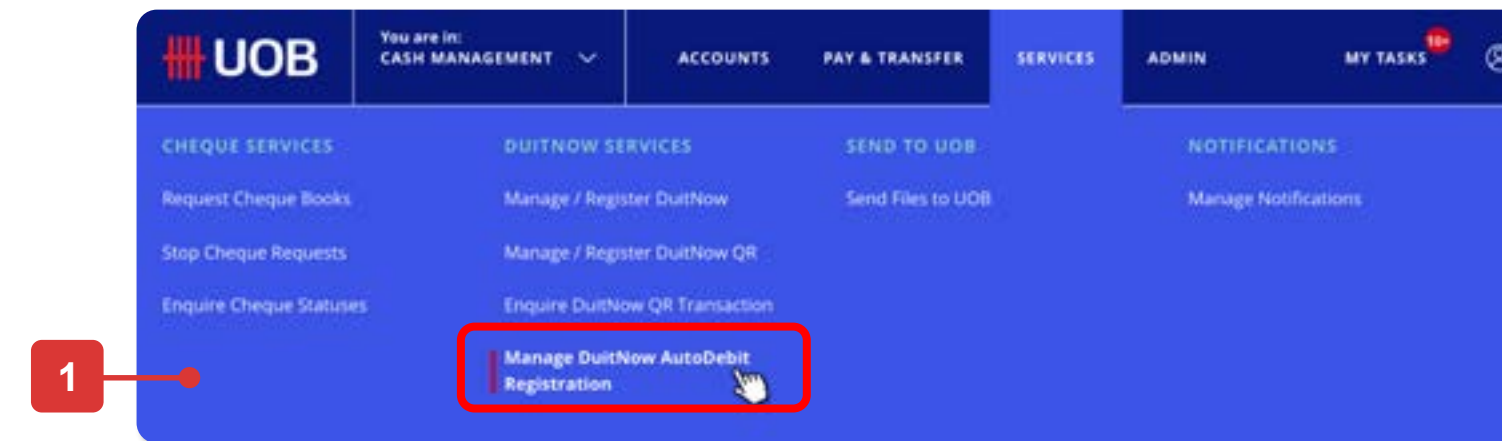 UOB
You are in:
CASH MANAGEMENT
ACCOUNTS
PAY & TRANSFER
SERVICES
ADMIN
MY TASKS
10+
CHEQUE SERVICES
Request Cheque Books
Stop Cheque Requests
Enquire Cheque Statuses
DUITNOW SERVICES
Manage / Register DuitNow
Manage / Register DuitNow QR
Enquire DuitNow QR Transaction
Manage DuitNow AutoDebit
Registration
SEND TO UOB
Send Files to UOB
NOTIFICATIONS
Manage Notifications
1